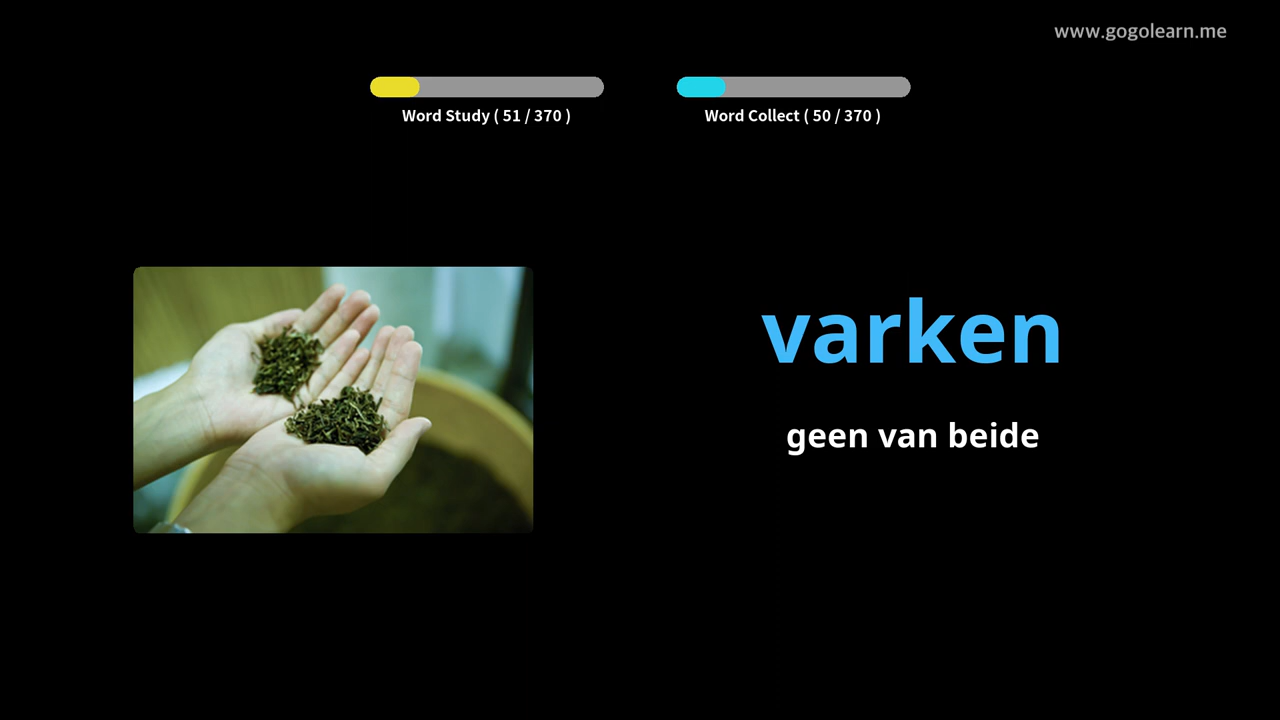 www.gogolearn.me
Word Study ( 51 / 370 )
Word Collect ( 50 / 370 )
varken
geen van beide